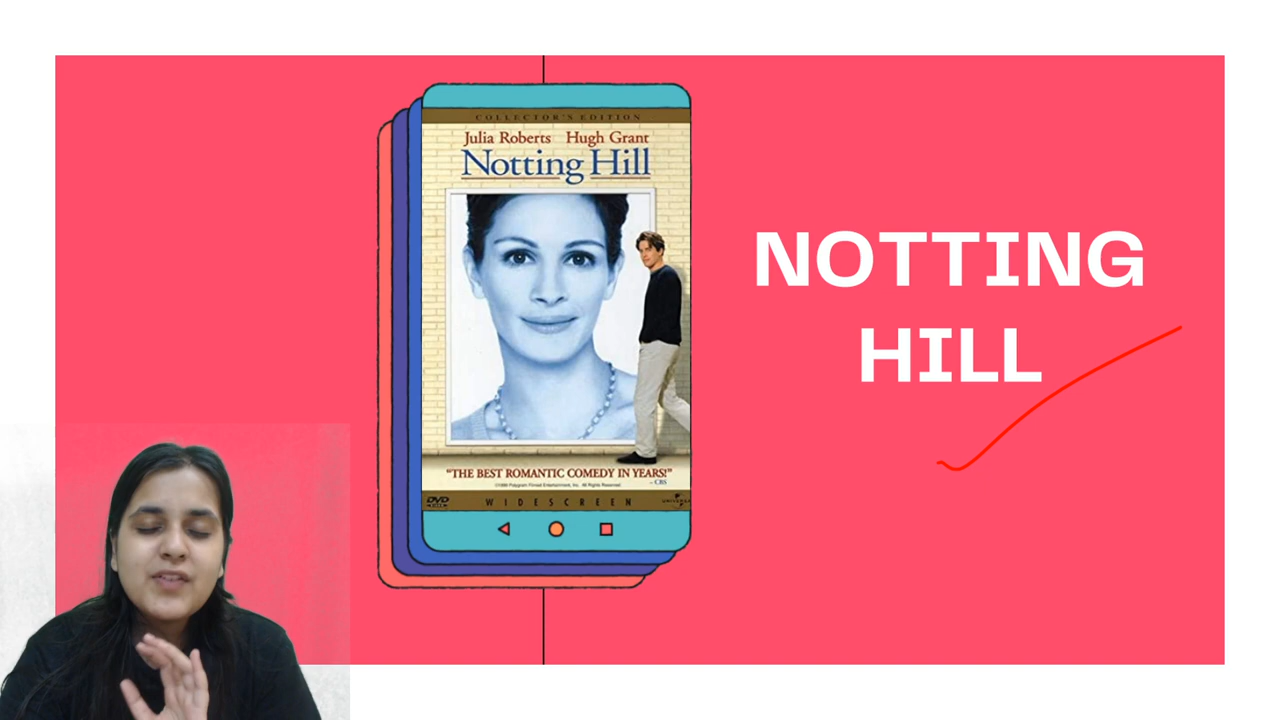 COLLECTOR'S EDITION
Julia Roberts Hugh Grant
Notting Hill
"THE BEST ROMANTIC COMEDY IN YEARS!"
- CBS
DVD
WIDESCREEN
NOTTING
HILL